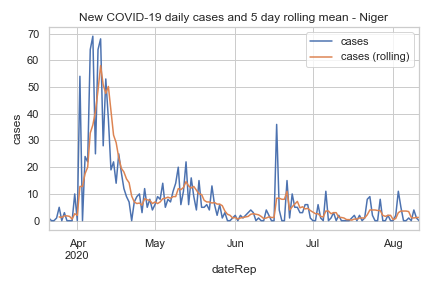 New COVID-19 daily cases and 5 day rolling mean - Niger
cases
cases (rolling)
70
60
50
40
30
20
10
0
cases
Apr
2020
May
Jun
Jul
Aug
dateRep